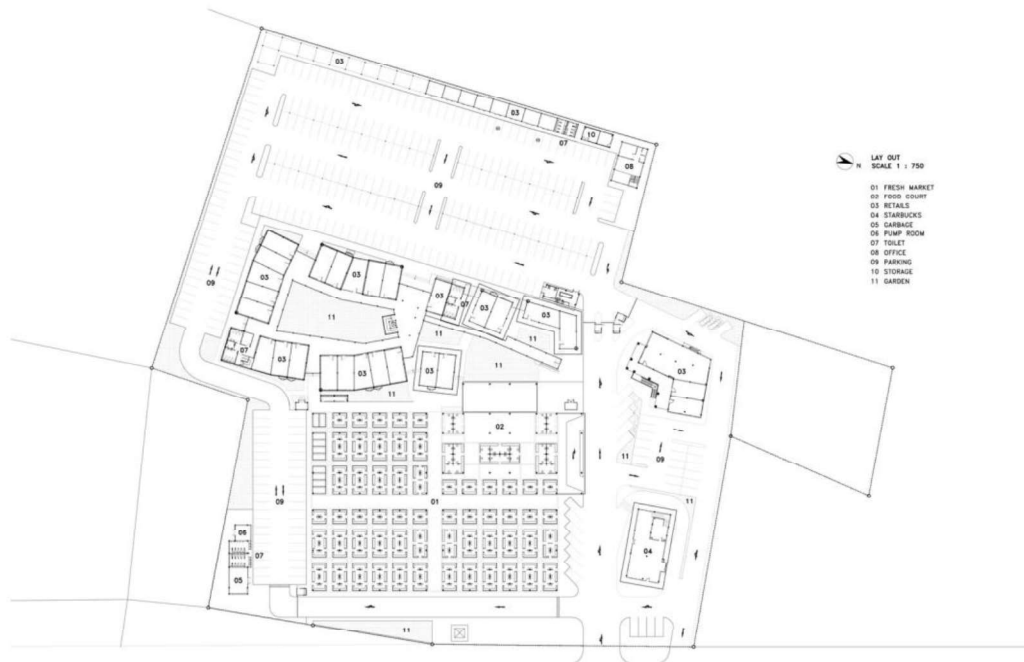 03
03
07
10
08
09
LAY OUT
N SCALE 1 : 750
01 FRESH MARKET
02 FOOD COURT
03 RETAILS
04 STARBUCKS
05 GARBAGE
06 PUMP ROOM
07 TOILET
08 OFFICE
09 PARKING
10 STORAGE
11 GARDEN
03
03
09
03
07
03
03
11
11
11
07
03
03
03
11
03
11
02
11
09
01
11
09
06
07
05
04
11